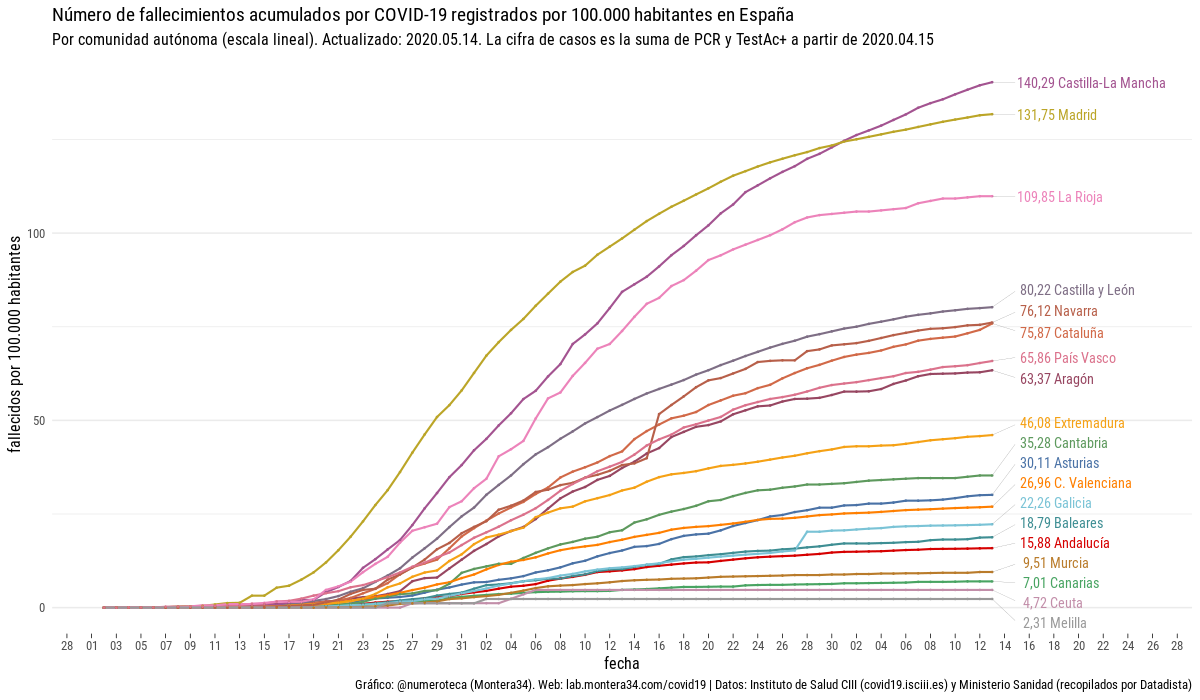 Número de fallecimientos acumulados por COVID-19 registrados por 100.000 habitantes en España
Por comunidad autónoma (escala lineal). Actualizado: 2020.05.14. La cifra de casos es la suma de PCR y TestAc+ a partir de 2020.04.15
140,29 Castilla-La Mancha
131,75 Madrid
109,85 La Rioja
80,22 Castilla y León
76,12 Navarra
75,87 Cataluña
65,86 País Vasco
63,37 Aragón
46,08 Extremadura
35,28 Cantabria
30,11 Asturias
26,96 C. Valenciana
22,26 Galicia
18,79 Baleares
15,88 Andalucía
9,51 Murcia
7,01 Canarias
4,72 Ceuta
2,31 Melilla
fallecidos por 100.000 habitantes
100
50
0
28 01 03 05 07 09 11 13 15 17 19 21 23 25 27 29 31 02 04 06 08 10 12 14 16 18 20 22 24 26 28 30 02 04 06 08 10 12 14 16 18 20 22 24 26 28
fecha
Gráfico: @numeroteca (Montera34). Web: lab.montera34.com/covid19 | Datos: Instituto de Salud CIII (covid19.isciii.es) y Ministerio Sanidad (recopilados por Datadista)